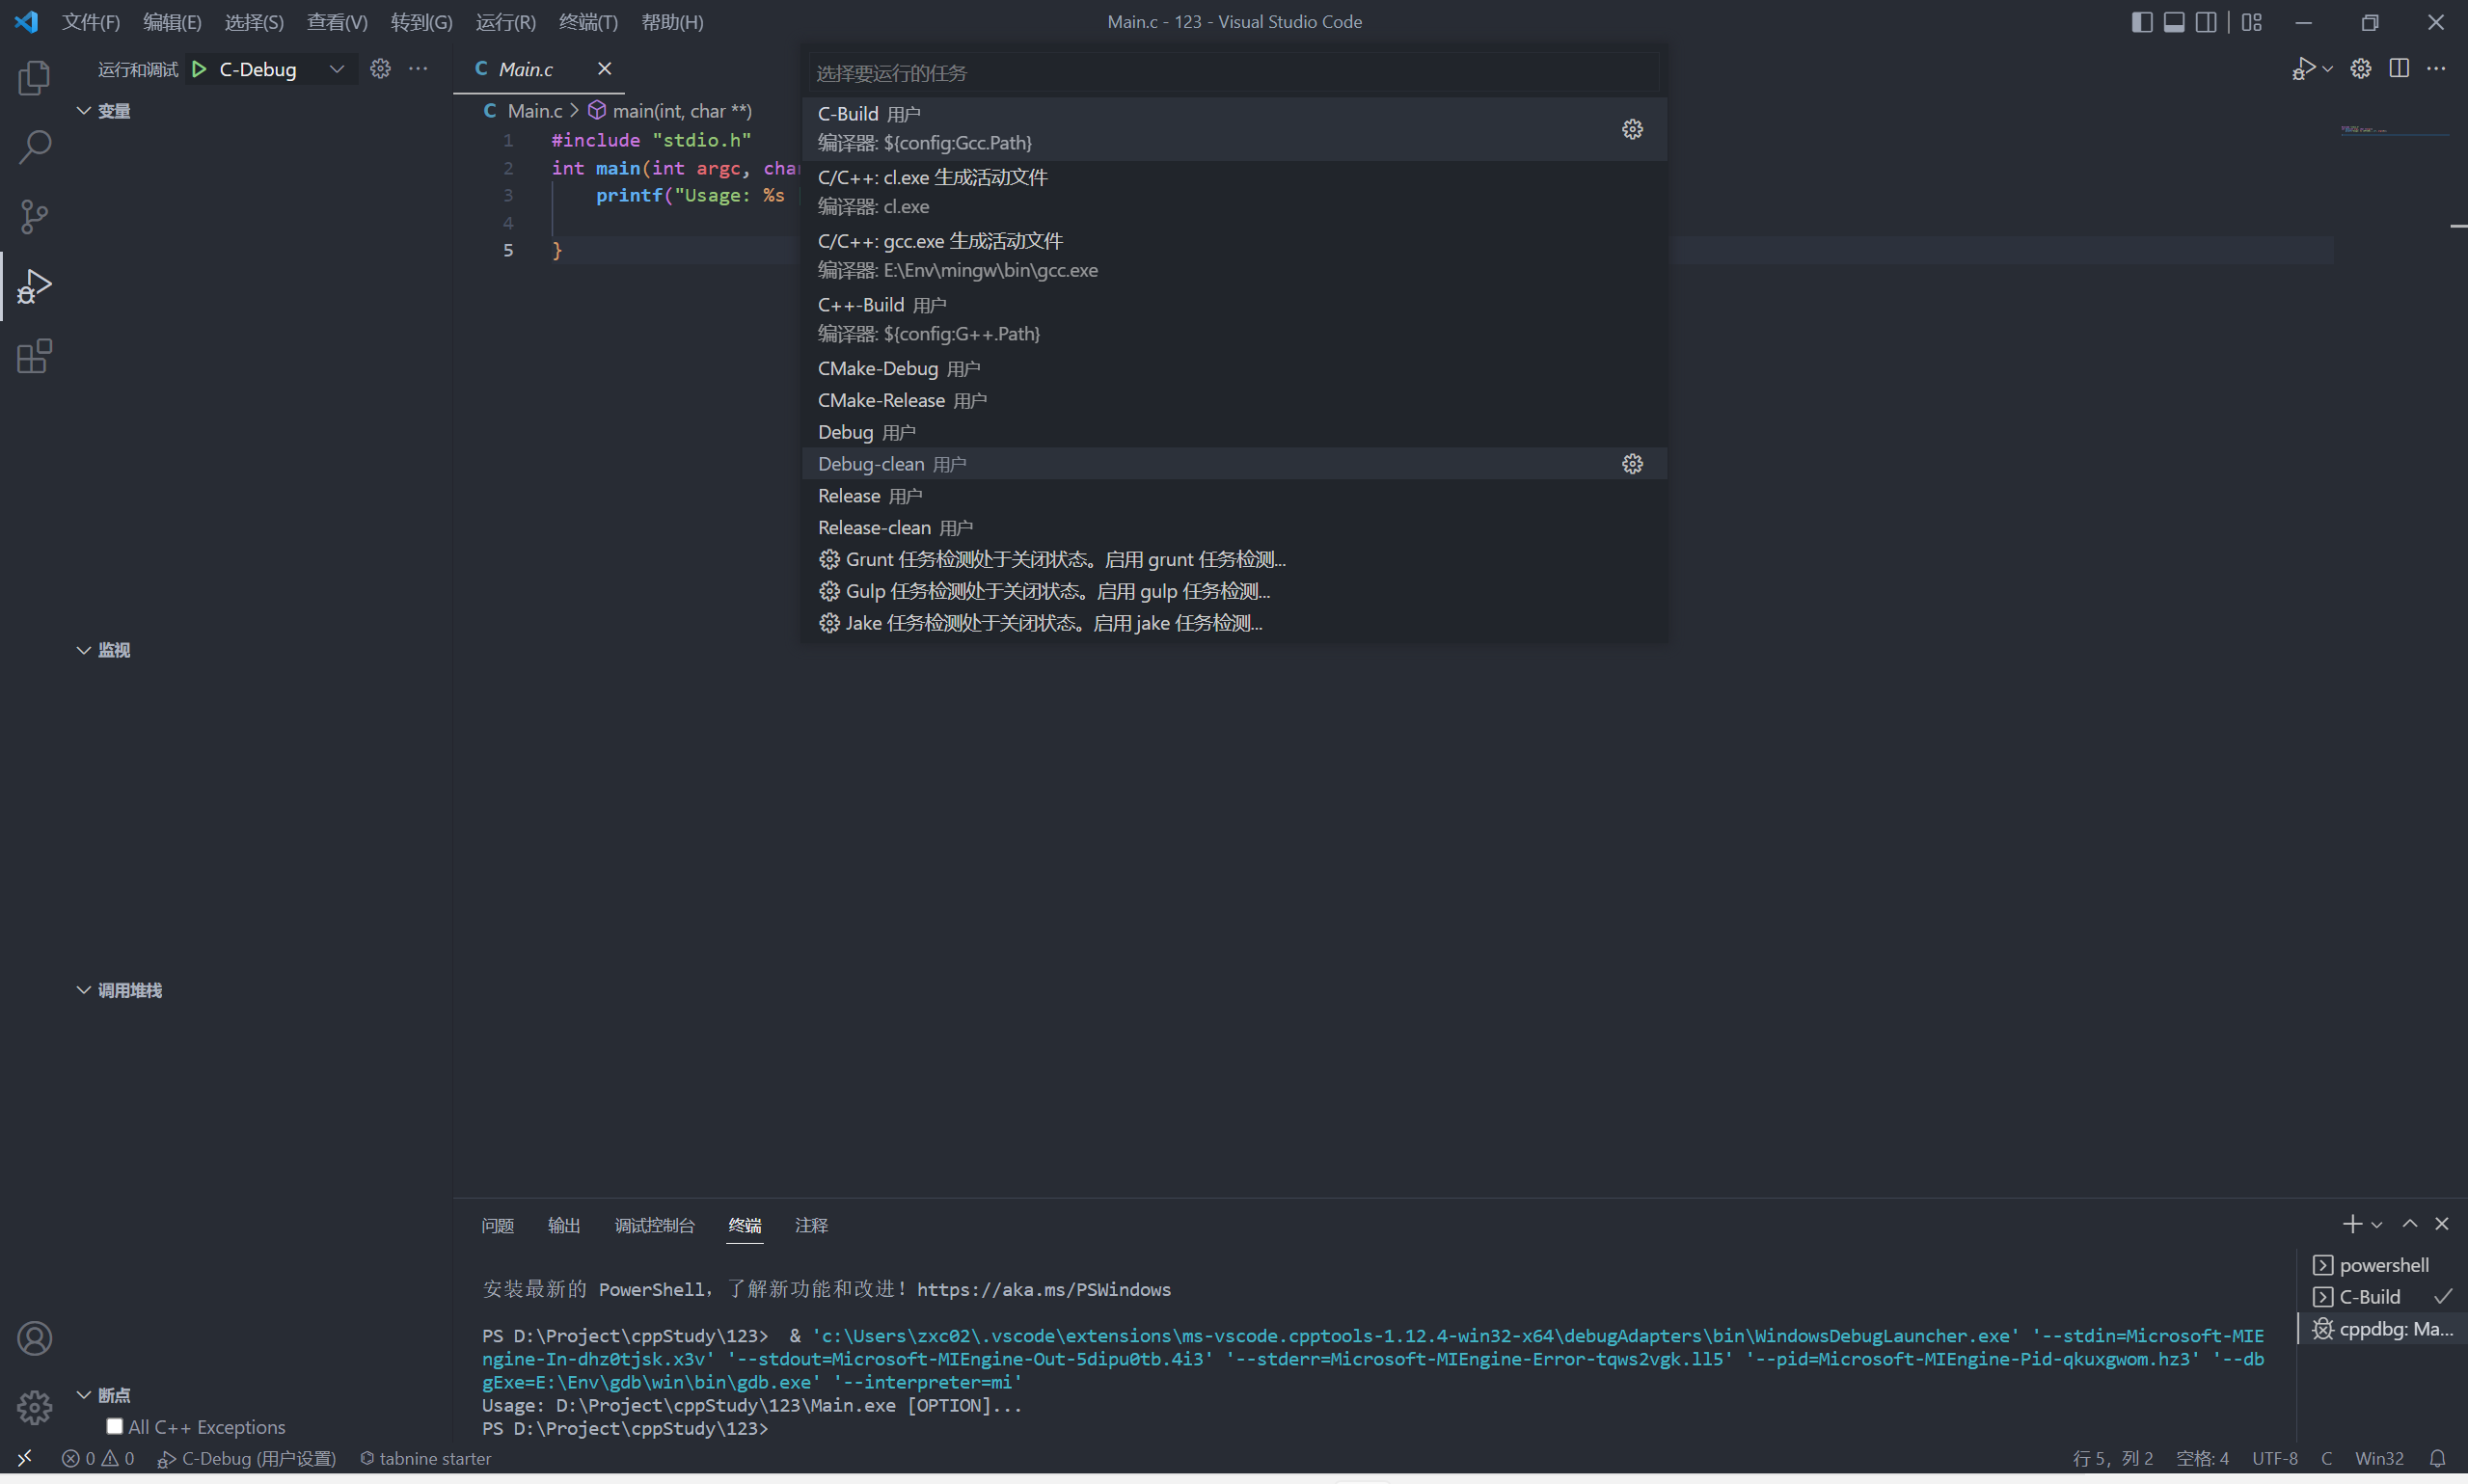 文件(F) 编辑(E) 选择(S) 查看(V) 转到(G) 运行(R) 终端(T) 帮助(H)
Main.c - 123 - Visual Studio Code
运行和调试 C-Debug
变量
监视
调用堆栈
断点
All C++ Exceptions
C Main.c
C Main.c main(int, char **)
1 #include "stdio.h"
2 int main(int argc, char
3 printf("Usage: %s
4
5 }
选择要运行的任务
C-Build 用户
编译器: ${config:Gcc.Path}
C/C++: cl.exe 生成活动文件
编译器: cl.exe
C/C++: gcc.exe 生成活动文件
编译器: E:\Env\mingw\bin\gcc.exe
C++-Build 用户
编译器: ${config:G++.Path}
CMake-Debug 用户
CMake-Release 用户
Debug 用户
Debug-clean 用户
Release 用户
Release-clean 用户
Grunt 任务检测处于关闭状态。启用 grunt 任务检测...
Gulp 任务检测处于关闭状态。启用 gulp 任务检测...
Jake 任务检测处于关闭状态。启用 jake 任务检测...
问题 输出 调试控制台 终端 注释
安装最新的 PowerShell，了解新功能和改进！https://aka.ms/PSWindows
PS D:\Project\cppStudy\123>  & 'c:\Users\zxc02\.vscode\extensions\ms-vscode.cpptools-1.12.4-win32-x64\debugAdapters\bin\WindowsDebugLauncher.exe' '--stdin=Microsoft-MIE
ngine-In-dhz0tjsk.x3v' '--stdout=Microsoft-MIEngine-Out-5dipu0tb.4i3' '--stderr=Microsoft-MIEngine-Error-tqws2vgk.ll5' '--pid=Microsoft-MIEngine-Pid-qkuxgwom.hz3' '--db
gExe=E:\Env\gdb\win\bin\gdb.exe' '--interpreter=mi'
Usage: D:\Project\cppStudy\123\Main.exe [OPTION]...
PS D:\Project\cppStudy\123>
powershell
C-Build
cppdbg: Ma...
0 0 C-Debug (用户设置) tabnine starter
行 5，列 2 空格: 4 UTF-8 C Win32